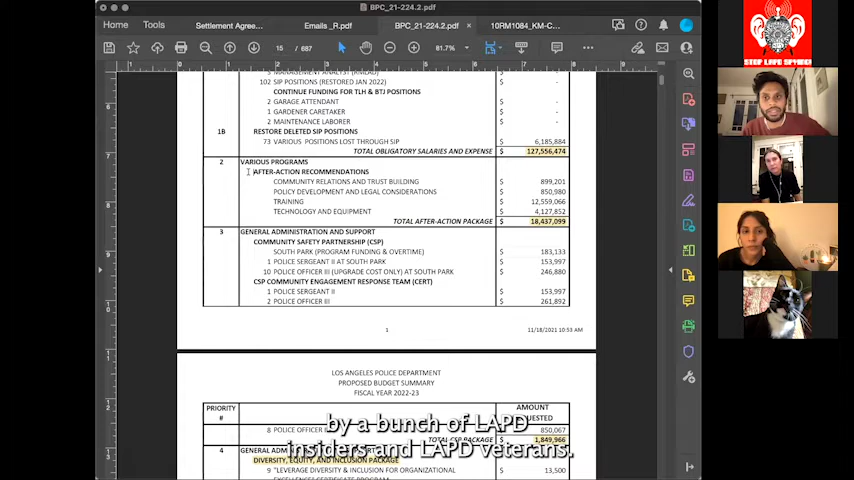 BPC_21-224.2.pdf
Home Tools Settlement Agree... Emails _R.pdf BPC_21-224.2.pdf × 10RM1084_KM-C...
15 / 687 81.7%
102 SIP POSITIONS (RESTORED JAN 2022) $ -
CONTINUE FUNDING FOR TLH & BTJ POSITIONS
2 GARAGE ATTENDANT $ -
1 GARDENER CARETAKER $ -
2 MAINTENANCE LABORER $ -
1B RESTORE DELETED SIP POSITIONS
73 VARIOUS POSITIONS LOST THROUGH SIP $ 6,185,884
TOTAL OBLIGATORY SALARIES AND EXPENSE $ 127,556,474
2 VARIOUS PROGRAMS
AFTER-ACTION RECOMMENDATIONS
COMMUNITY RELATIONS AND TRUST BUILDING $ 899,201
POLICY DEVELOPMENT AND LEGAL CONSIDERATIONS $ 850,980
TRAINING $ 12,559,066
TECHNOLOGY AND EQUIPMENT $ 4,127,852
TOTAL AFTER-ACTION PACKAGE $ 18,437,099
3 GENERAL ADMINISTRATION AND SUPPORT
COMMUNITY SAFETY PARTNERSHIP (CSP)
SOUTH PARK (PROGRAM FUNDING & OVERTIME) $ 183,133
1 POLICE SERGEANT II AT SOUTH PARK $ 153,997
10 POLICE OFFICER III (UPGRADE COST ONLY) AT SOUTH PARK $ 246,880
CSP COMMUNITY ENGAGEMENT RESPONSE TEAM (CERT)
1 POLICE SERGEANT II $ 153,997
2 POLICE OFFICER III $ 261,892
1 11/18/2021 10:53 AM
LOS ANGELES POLICE DEPARTMENT
PROPOSED BUDGET SUMMARY
FISCAL YEAR 2022-23
PRIORITY # AMOUNT
8 POLICE OFFICER 850,067
$ 1,849,966
4
DIVERSITY, EQUITY, AND INCLUSION PACKAGE
9 "LEVERAGE DIVERSITY & INCLUSION FOR ORGANIZATIONAL $ 13,500
by a bunch of LAPD
insiders and LAPD veterans.
STOP LAPD SPYING!